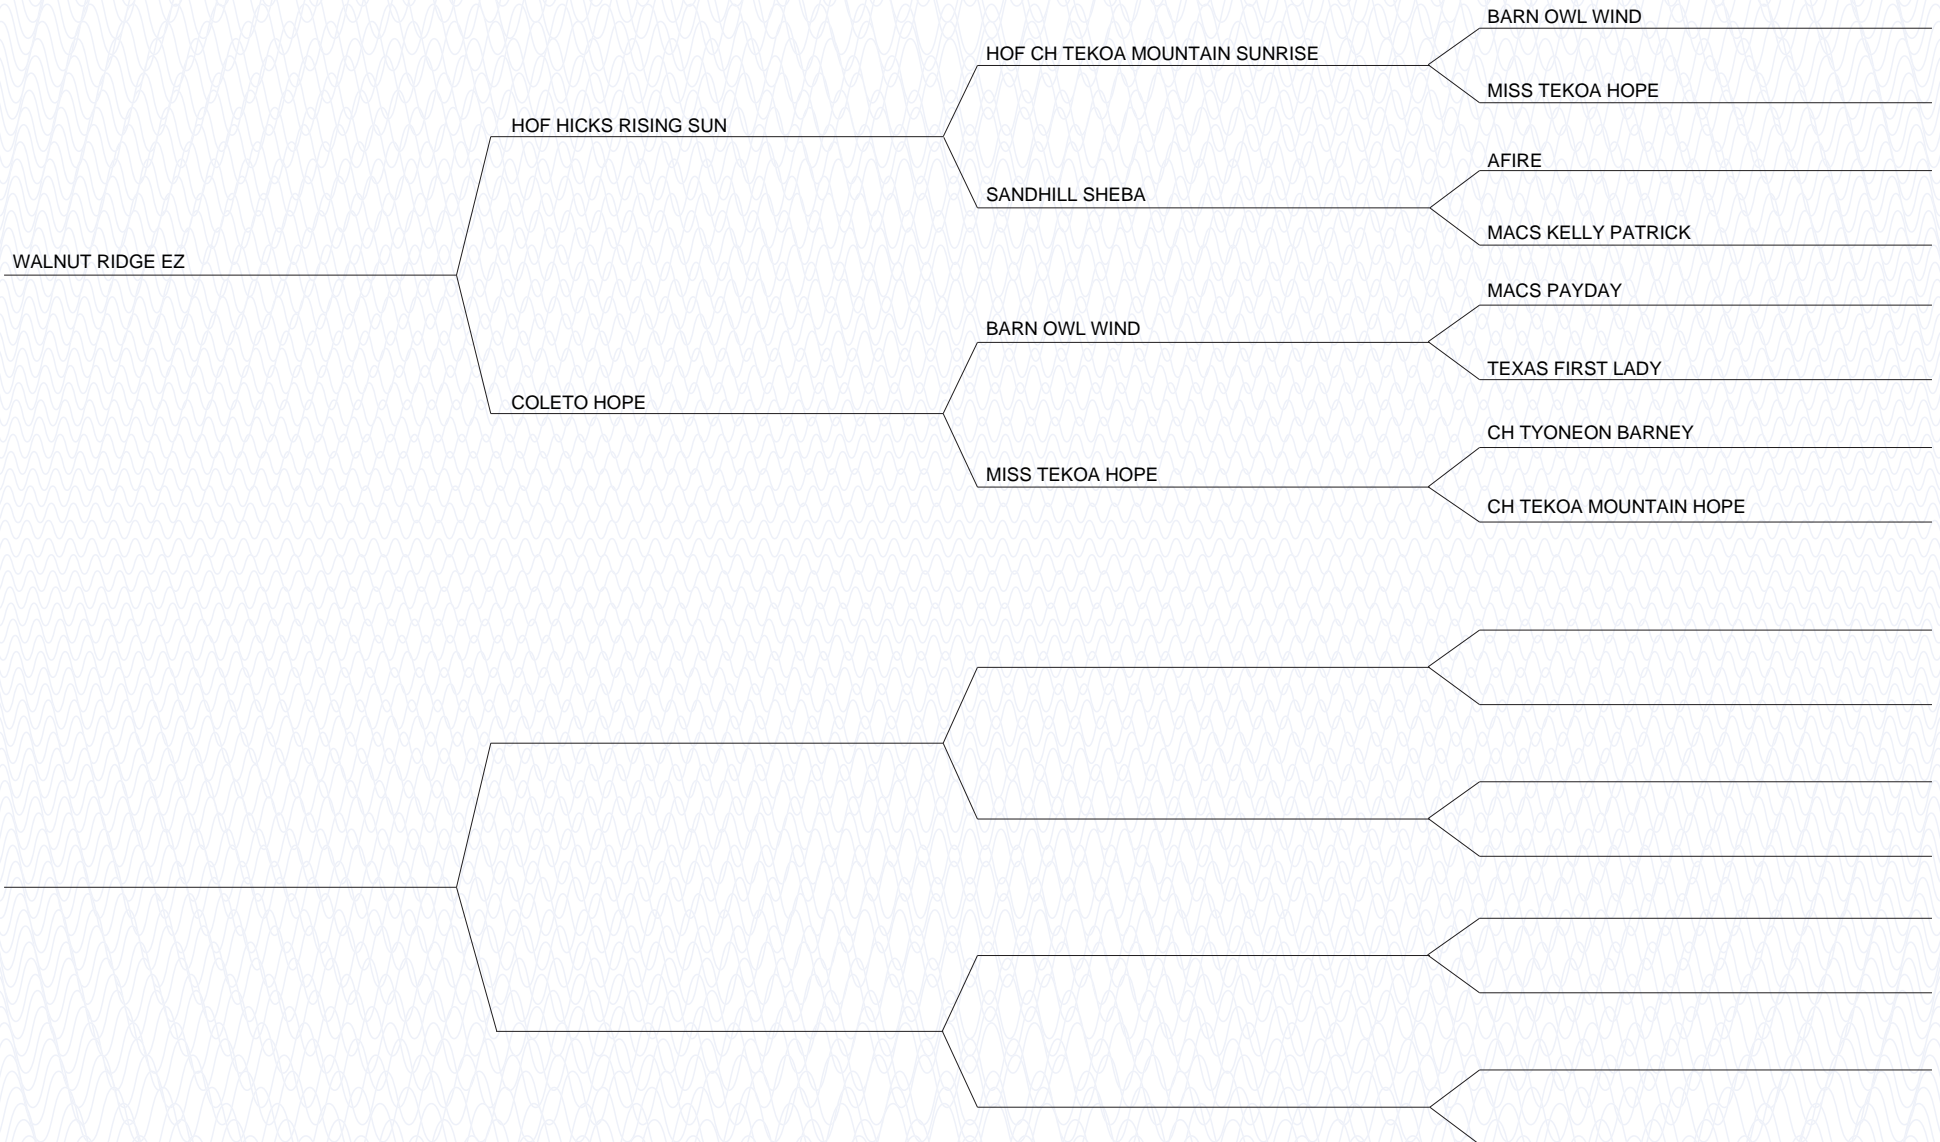 BARN OWL WIND
HOF CH TEKOA MOUNTAIN SUNRISE
MISS TEKOA HOPE
HOF HICKS RISING SUN
AFIRE
SANDHILL SHEBA
MACS KELLY PATRICK
WALNUT RIDGE EZ
MACS PAYDAY
BARN OWL WIND
TEXAS FIRST LADY
COLETO HOPE
CH TYONEON BARNEY
MISS TEKOA HOPE
CH TEKOA MOUNTAIN HOPE